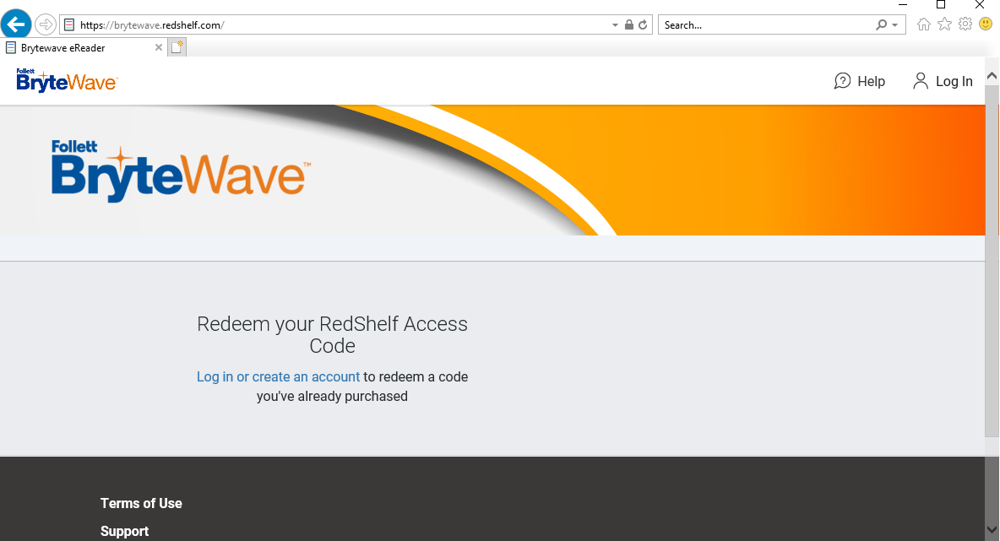 https://brytewave.redshelf.com/
Search...
Brytewave eReader
Follett
BryteWave
Help
Log In
Follett
BryteWave™
Redeem your RedShelf Access
Code
Log in or create an account to redeem a code
you've already purchased
Terms of Use
Support